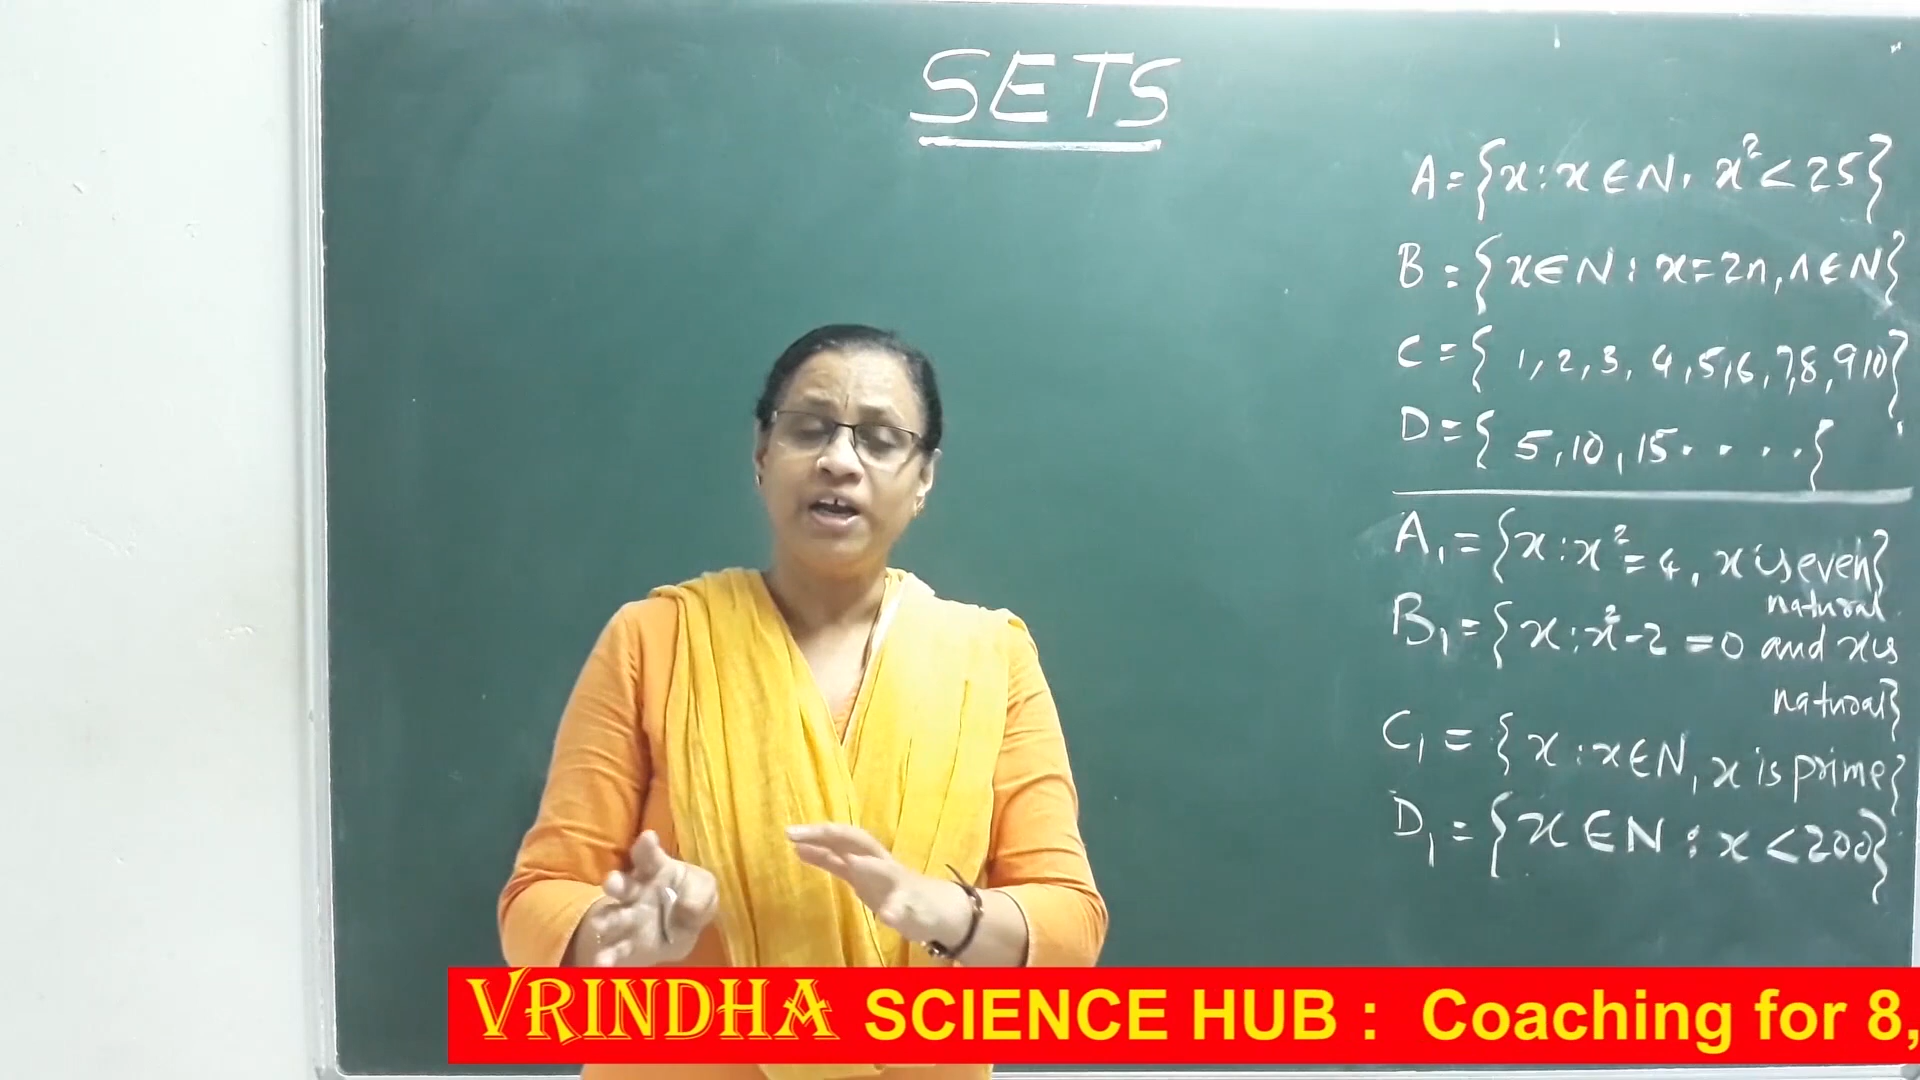 SETS
A = {x : x ∈ N, x² < 25}
B = {x ∈ N : x = 2n, n ∈ N}
C = { 1, 2, 3, 4, 5, 6, 7, 8, 9 10}
D = { 5, 10, 15 . . . . }
A₁ = {x : x² = 4, x is even}
natural
B₁ = { x : x² - 2 = 0 and x is
natural}
C₁ = { x : x ∈ N, x is prime}
D₁ = { x ∈ N : x < 200}
VRINDHA SCIENCE HUB : Coaching for 8,